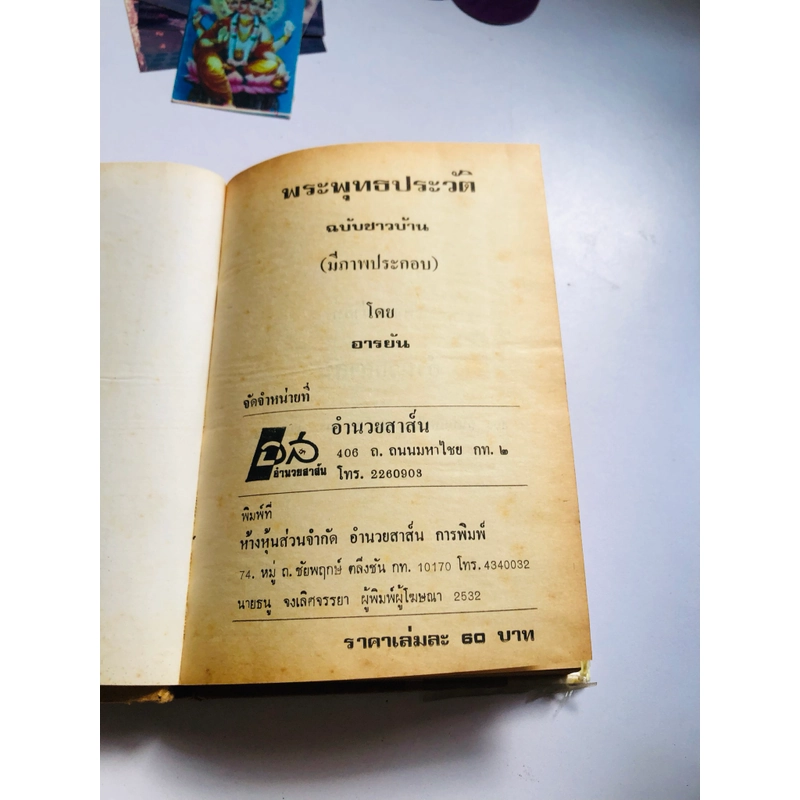 พระพุทธประวัติ
ฉบับชาวบ้าน
(มีภาพประกอบ)
โดย
อารยัน
จัดจำหน่ายที่
อำนวยสาส์น
406 ถ. ถนนมหาไชย กท. ๒
โทร. 2260903
อำนวยสาส์น
พิมพ์ที่
ห้างหุ้นส่วนจำกัด อำนวยสาส์น การพิมพ์
74. หมู่ ถ. ชัยพฤกษ์ ตลิ่งชัน กท. 10170 โทร. 4340032
นายธนู จงเลิศจรรยา ผู้พิมพ์ผู้โฆษณา 2532
ราคาเล่มละ 60 บาท